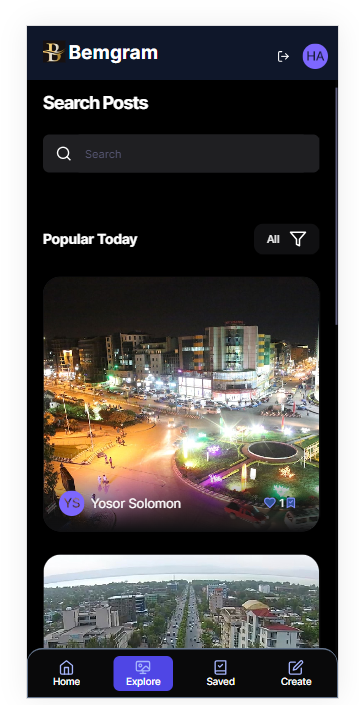 Bemgram
HA
Search Posts
Search
Popular Today
All
YS
Yosor Solomon
1
Home
Explore
Saved
Create